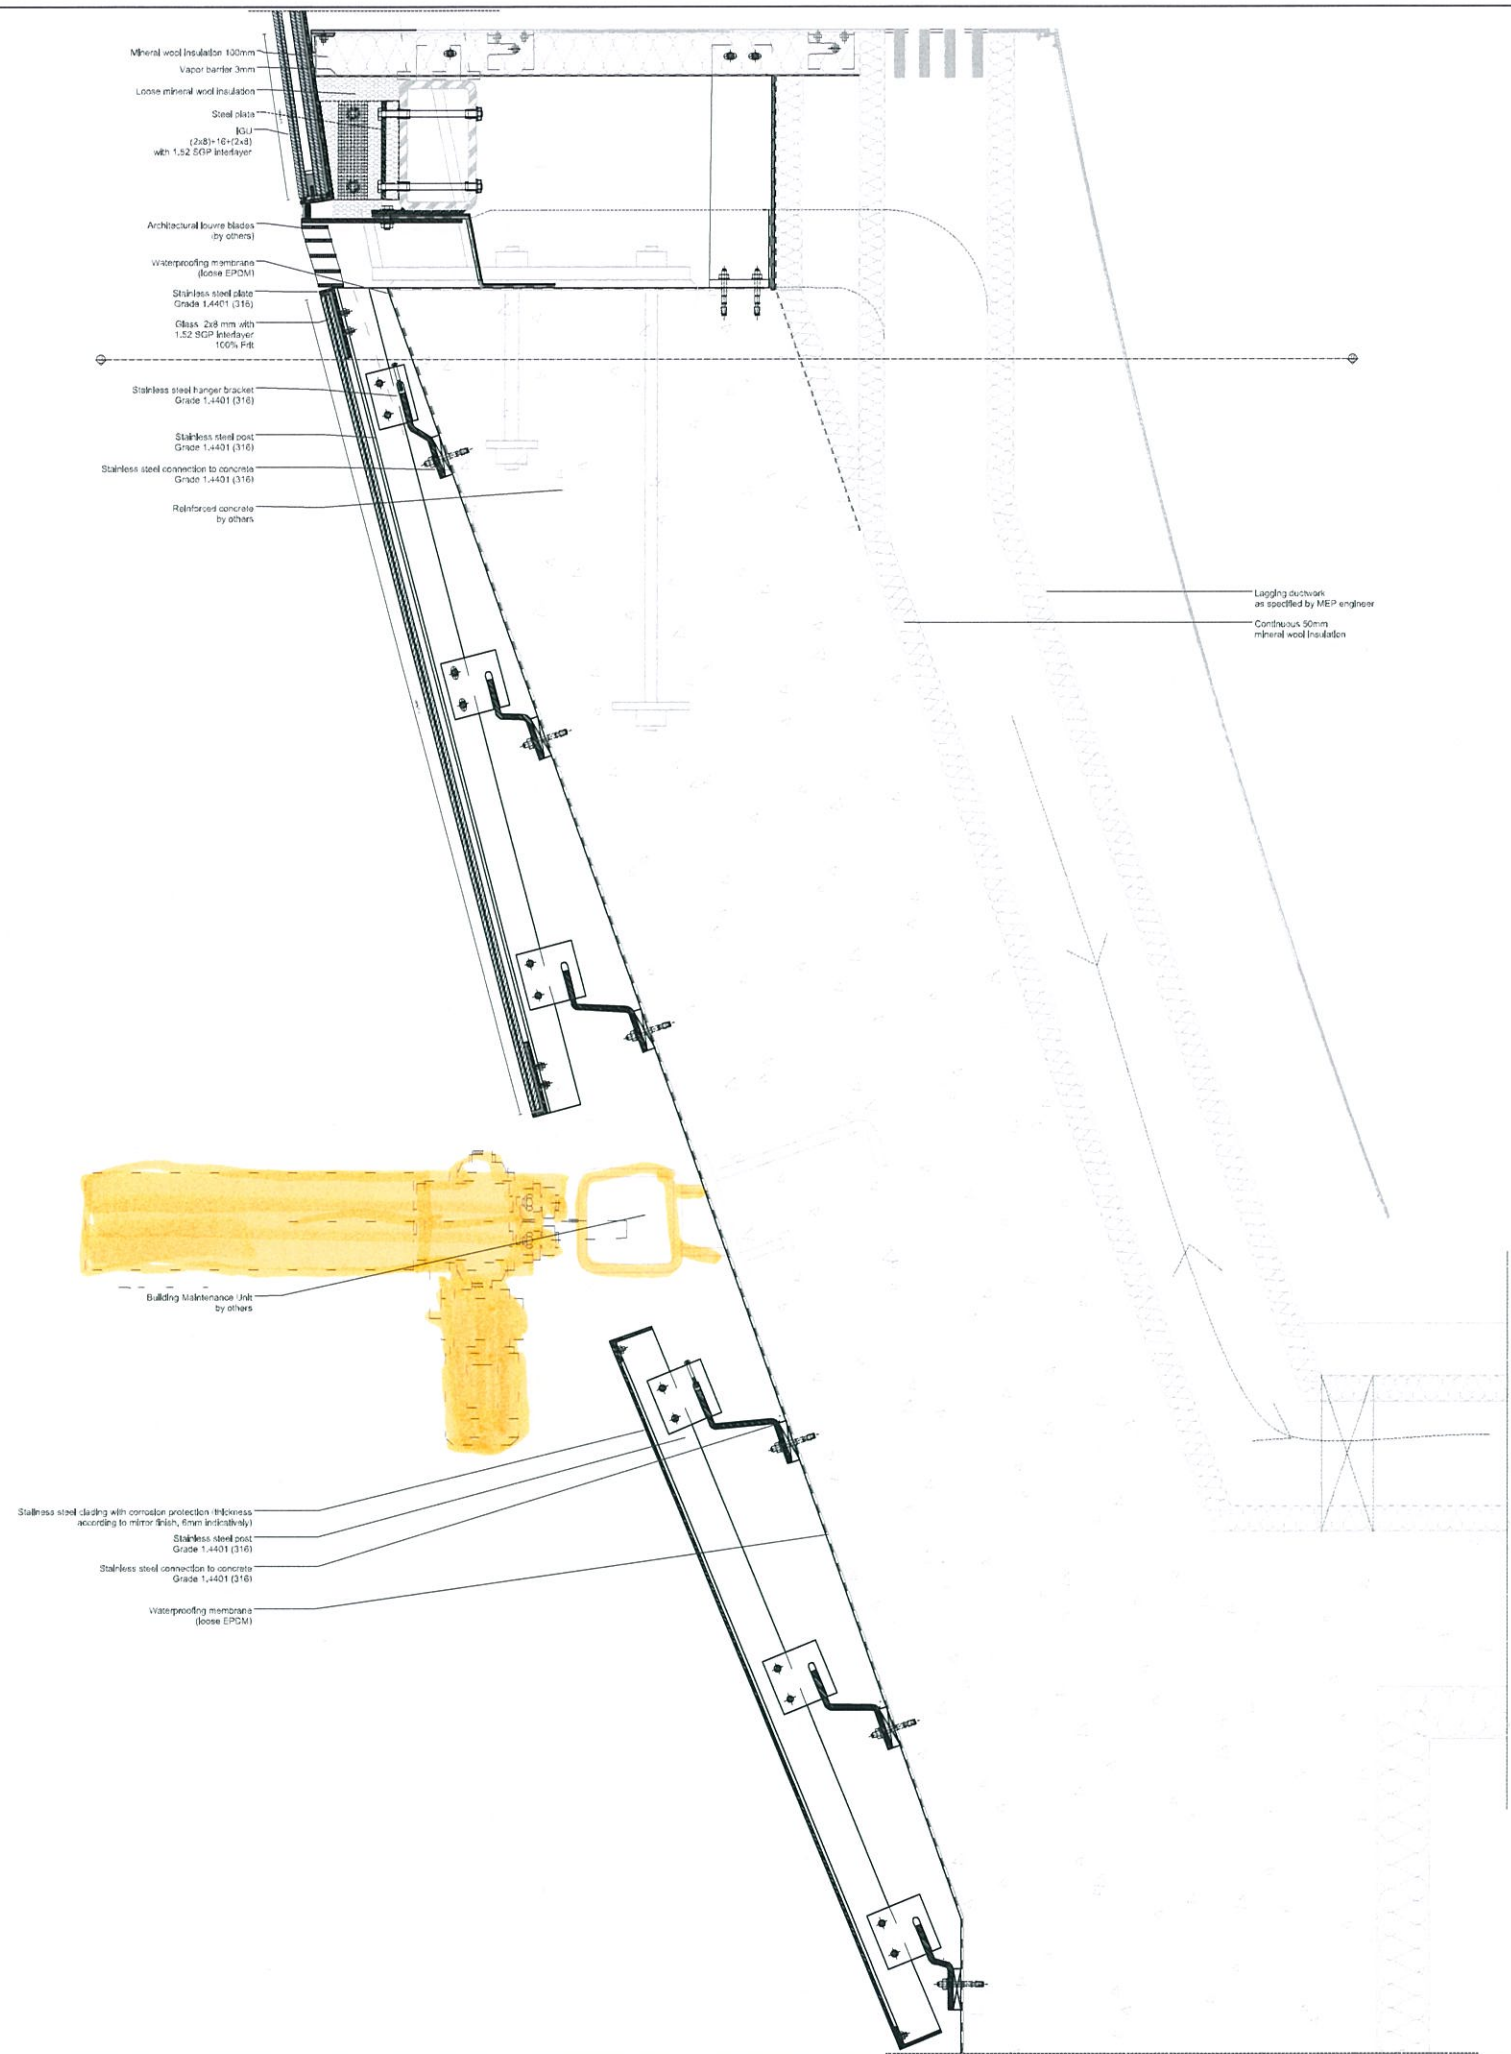 Mineral wool insulation 100mm
Vapor barrier 3mm
Loose mineral wool insulation
Steel plate
IGU
(2x8)+16+(2x8)
with 1.52 SGP interlayer
Architectural louvre blades
(by others)
Waterproofing membrane
(loose EPDM)
Stainless steel plate
Grade 1.4401 (316)
Glass 2x8 mm with
1.52 SGP interlayer
100% Frit
Stainless steel hanger bracket
Grade 1.4401 (316)
Stainless steel post
Grade 1.4401 (316)
Stainless steel connection to concrete
Grade 1.4401 (316)
Reinforced concrete
by others
Lagging ductwork
as specified by MEP engineer
Continuous 50mm
mineral wool insulation
Building Maintenance Unit
by others
Stailness steel clading with corrosion protection (thickness
according to mirror finish, 6mm indicatively)
Stainless steel post
Grade 1.4401 (316)
Stainless steel connection to concrete
Grade 1.4401 (316)
Waterproofing membrane
(loose EPDM)